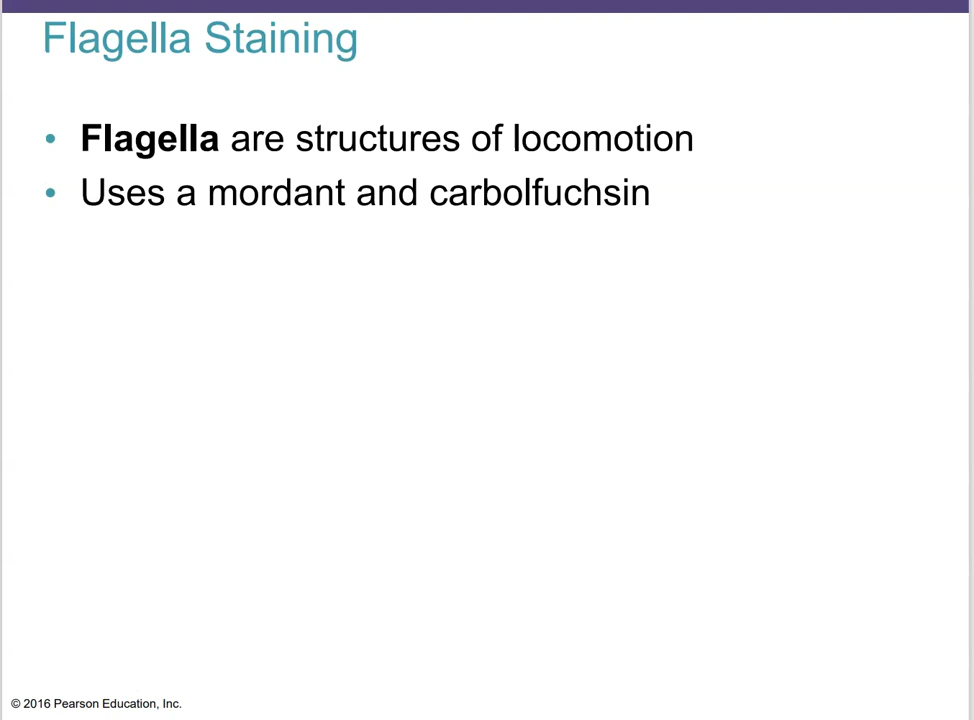 Flagella Staining
• Flagella are structures of locomotion
• Uses a mordant and carbolfuchsin
© 2016 Pearson Education, Inc.